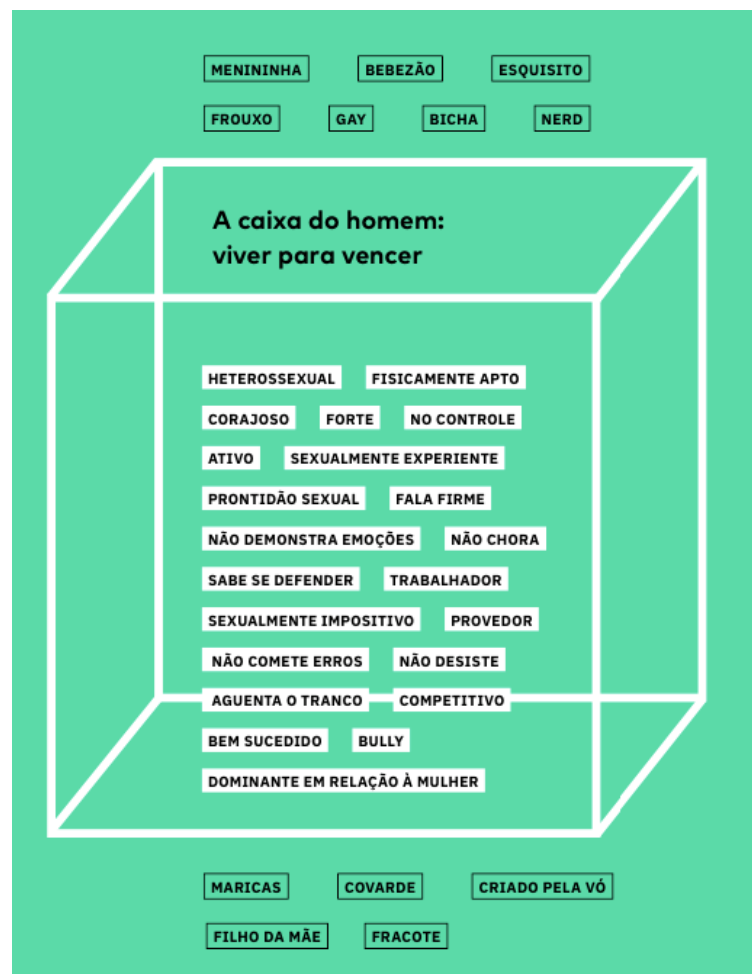 MENININHA BEBEZÃO ESQUISITO
FROUXO GAY BICHA NERD
A caixa do homem:
viver para vencer
HETEROSSEXUAL FISICAMENTE APTO
CORAJOSO FORTE NO CONTROLE
ATIVO SEXUALMENTE EXPERIENTE
PRONTIDÃO SEXUAL FALA FIRME
NÃO DEMONSTRA EMOÇÕES NÃO CHORA
SABE SE DEFENDER TRABALHADOR
SEXUALMENTE IMPOSITIVO PROVEDOR
NÃO COMETE ERROS NÃO DESISTE
AGUENTA O TRANCO COMPETITIVO
BEM SUCEDIDO BULLY
DOMINANTE EM RELAÇÃO À MULHER
MARICAS COVARDE CRIADO PELA VÓ
FILHO DA MÃE FRACOTE